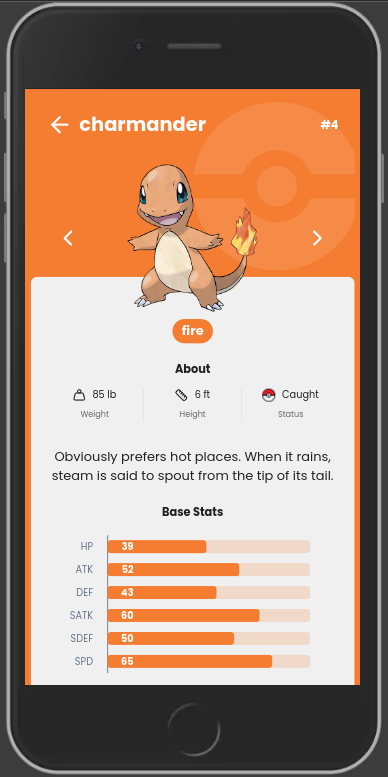 charmander #4
fire
About
85 lb 6 ft Caught
Weight Height Status
Obviously prefers hot places. When it rains,
steam is said to spout from the tip of its tail.
Base Stats
HP 39
ATK 52
DEF 43
SATK 60
SDEF 50
SPD 65